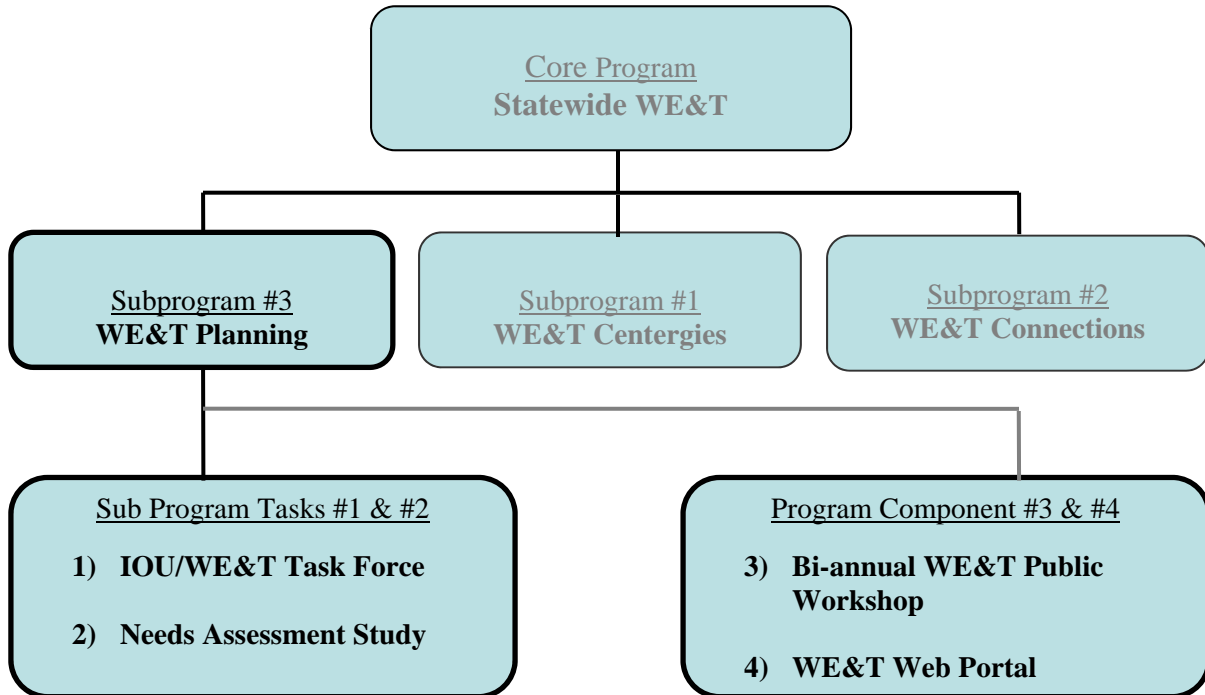 Core Program
Statewide WE&T
Subprogram #3
WE&T Planning
Subprogram #1
WE&T Centergies
Subprogram #2
WE&T Connections
Sub Program Tasks #1 & #2
1) IOU/WE&T Task Force
2) Needs Assessment Study
Program Component #3 & #4
3) Bi-annual WE&T Public
Workshop
4) WE&T Web Portal